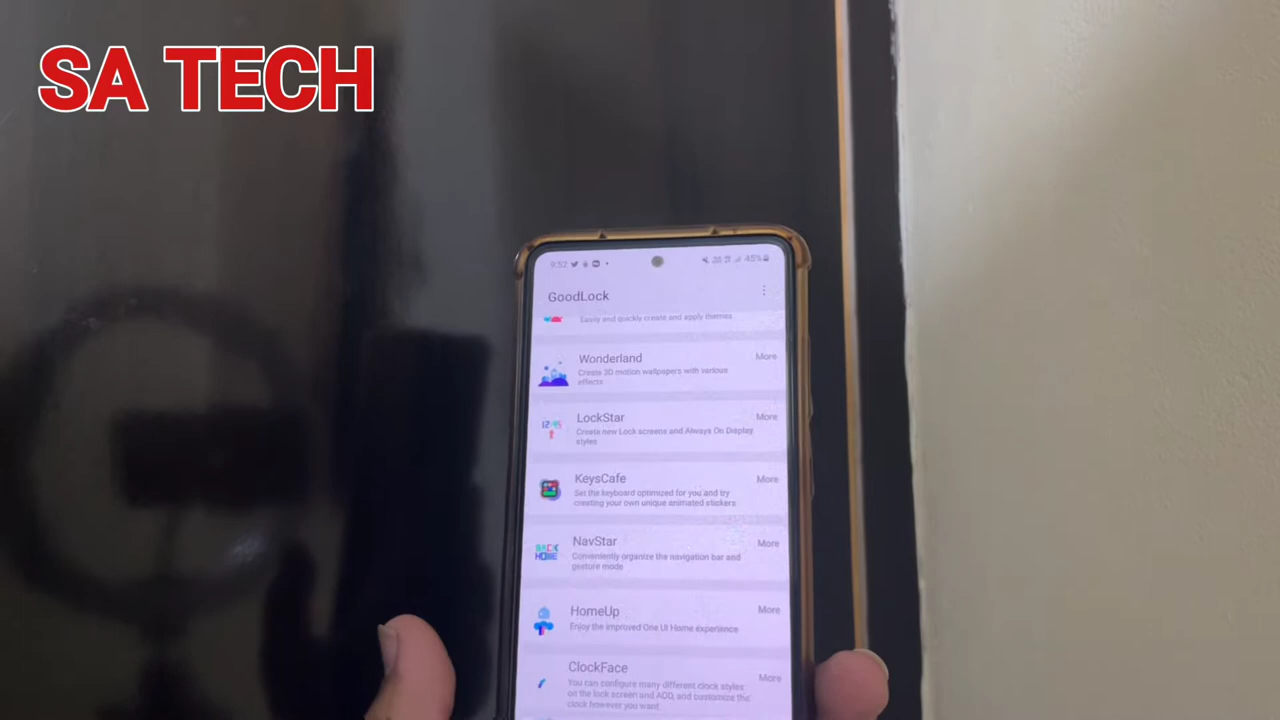 SA TECH
9:52
45%
GoodLock
Easily and quickly create and apply themes
Wonderland
More
Create 3D motion wallpapers with various
effects
LockStar
More
Create new Lock screens and Always On Display
styles
KeysCafe
More
Set the keyboard optimized for you and try
creating your own unique animated stickers
NavStar
More
Conveniently organize the navigation bar and
gesture mode
HomeUp
More
Enjoy the improved One UI Home experience
ClockFace
More
You can configure many different clock styles
on the lock screen and AOD, and customize the
clock however you want